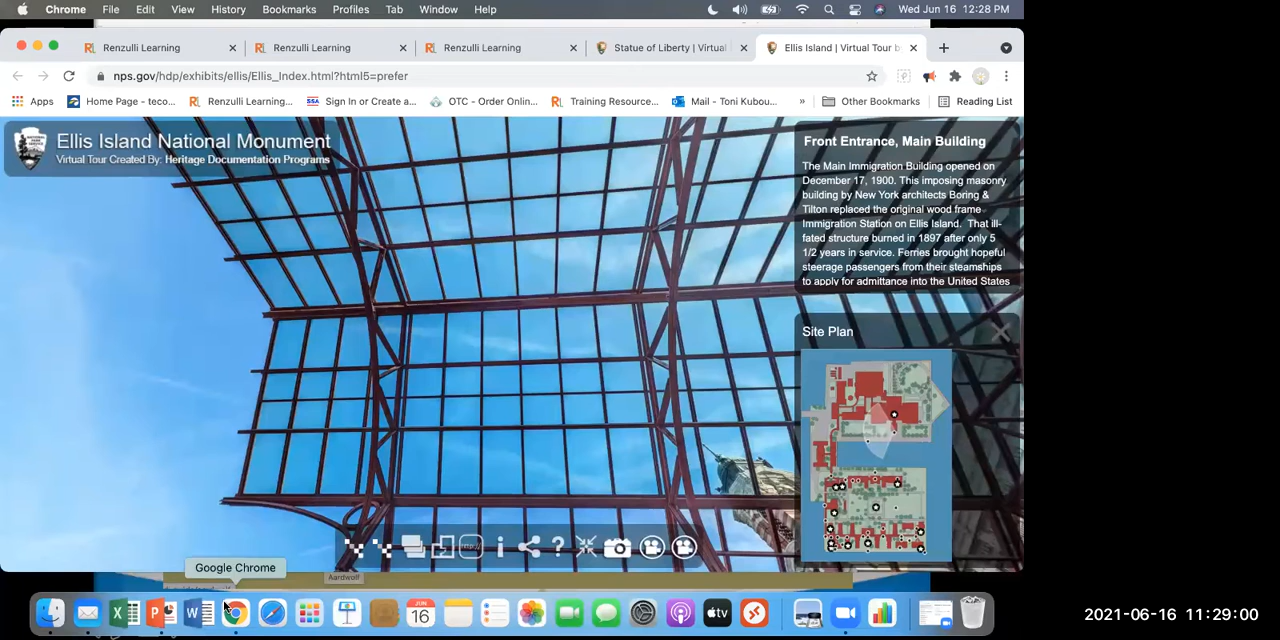 Chrome File Edit View History Bookmarks Profiles Tab Window Help Wed Jun 16 12:28 PM
Renzulli Learning Renzulli Learning Renzulli Learning Statue of Liberty | Virtual Ellis Island | Virtual Tour b
nps.gov/hdp/exhibits/ellis/Ellis_Index.html?html5=prefer
Apps Home Page - teco... Renzulli Learning... SSA Sign In or Create a... OTC - Order Onlin... Training Resource... Mail - Toni Kubou... » Other Bookmarks Reading List
Ellis Island National Monument
Virtual Tour Created By: Heritage Documentation Programs
Front Entrance, Main Building
The Main Immigration Building opened on
December 17, 1900. This imposing masonry
building by New York architects Boring &
Tilton replaced the original wood frame
Immigration Station on Ellis Island. That ill-
fated structure burned in 1897 after only 5
1/2 years in service. Ferries brought hopeful
steerage passengers from their steamships
to apply for admittance into the United States
Site Plan
Google Chrome
Aardwolf
JUN
16
tv
2021-06-16 11:29:00